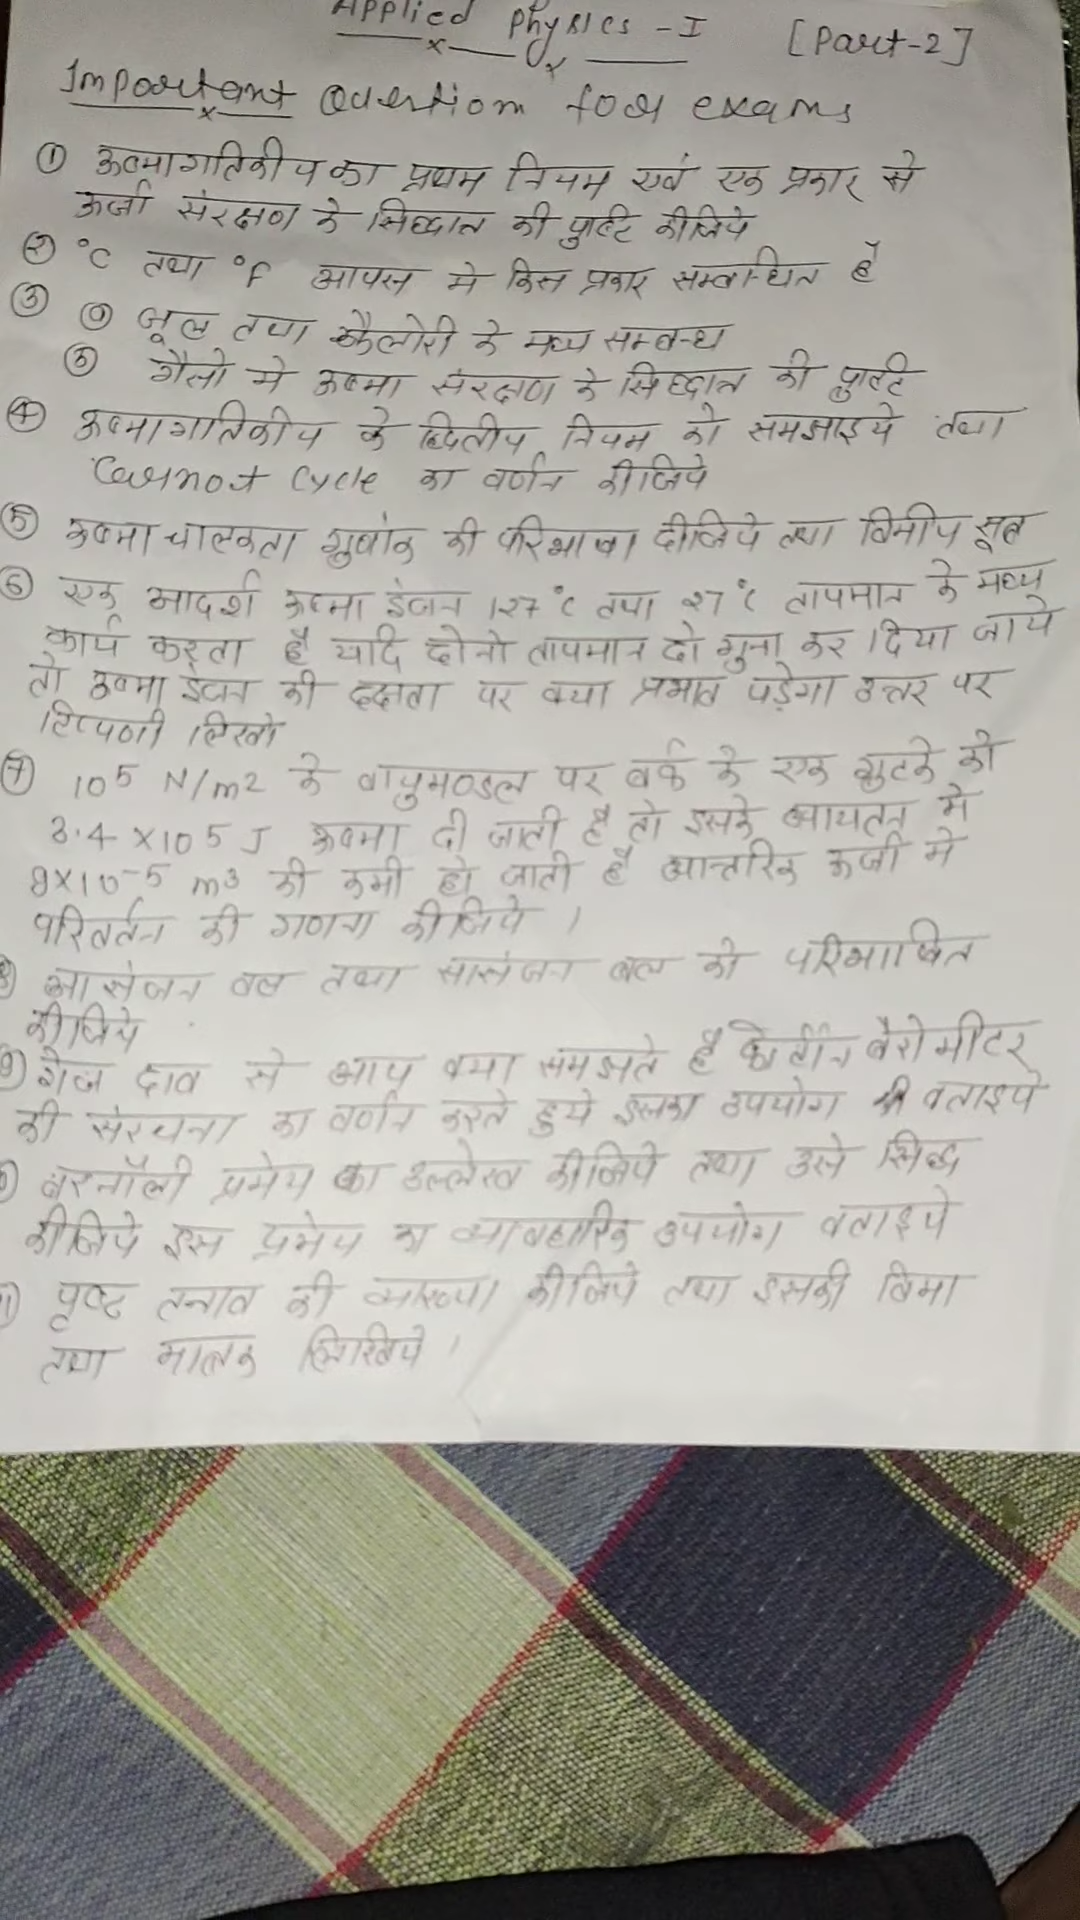 Applied Physics - I [Part-2]
Important Question for exams
① ऊष्मागतिकीय का प्रथम नियम एवं एक प्रकार से
ऊर्जा संरक्षण के सिद्धान्त की पुष्टि कीजिये
② °C तथा °F आपस मे किस प्रकार सम्बन्धित है
③ ⓐ जूल तथा कैलोरी के मध्य सम्बन्ध
ⓑ गैसो मे ऊष्मा संरक्षण के सिद्धान्त की पुष्टि
④ ऊष्मागतिकीय के द्वितीय नियम को समझाइये तथा
Carnot Cycle का वर्णन कीजिये
⑤ ऊष्मा चालकता गुणांक की परिभाषा दीजिये तथा विमीय सूत्र
⑥ एक आदर्श ऊष्मा इंजन 127°C तथा 27°C तापमान के मध्य
कार्य करता है यदि दोनो तापमान दो गुना कर दिया जाये
तो ऊष्मा इंजन की दक्षता पर क्या प्रभाव पड़ेगा उत्तर पर
टिप्पणी लिखो
⑦ 10⁵ N/m2 के वायुमण्डल पर बर्फ के एक गुटके को
3.4 ×10⁵ J ऊष्मा दी जाती है तो इसके आयतन मे
9×10⁻⁵ m³ की कमी हो जाती है आन्तरिक ऊर्जा मे
परिवर्तन की गणना कीजिये ।
आसंजन बल तथा सासंजन बल को परिभाषित
कीजिये
गेज दाब से आप क्या समझते है फोर्टीन बैरोमीटर
की संरचना का वर्णन करते हुये इसका उपयोग भी बताइये
बरनॉली प्रमेय का उल्लेख कीजिये तथा उसे सिद्ध
कीजिये इस प्रमेय का व्यावहारिक उपयोग बताइये
पृष्ट तनाव की व्याख्या कीजिये तथा इसकी विमा
तथा मात्रक लिखिये ।